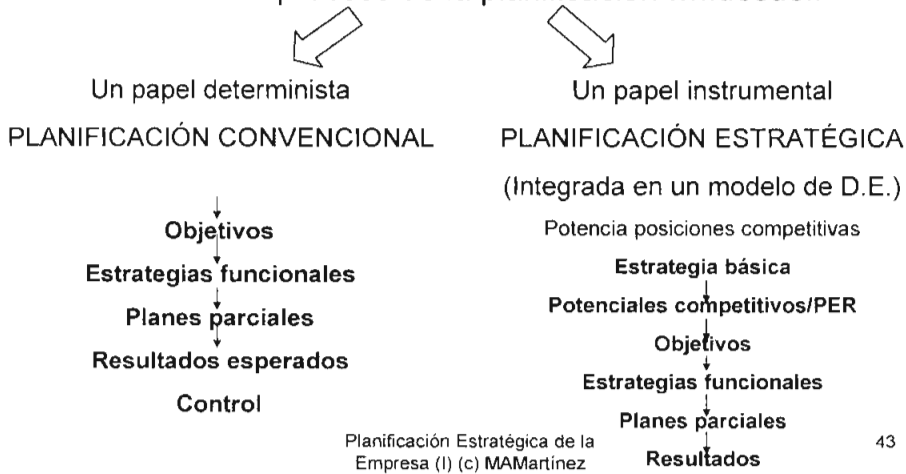 Un papel determinista
PLANIFICACIÓN CONVENCIONAL
Objetivos
Estrategias funcionales
Planes parciales
Resultados esperados
Control
Un papel instrumental
PLANIFICACIÓN ESTRATÉGICA
(Integrada en un modelo de D.E.)
Potencia posiciones competitivas
Estrategia básica
Potenciales competitivos/PER
Objetivos
Estrategias funcionales
Planes parciales
Resultados
Planificación Estratégica de la
Empresa (I) (c) MAMartínez
43